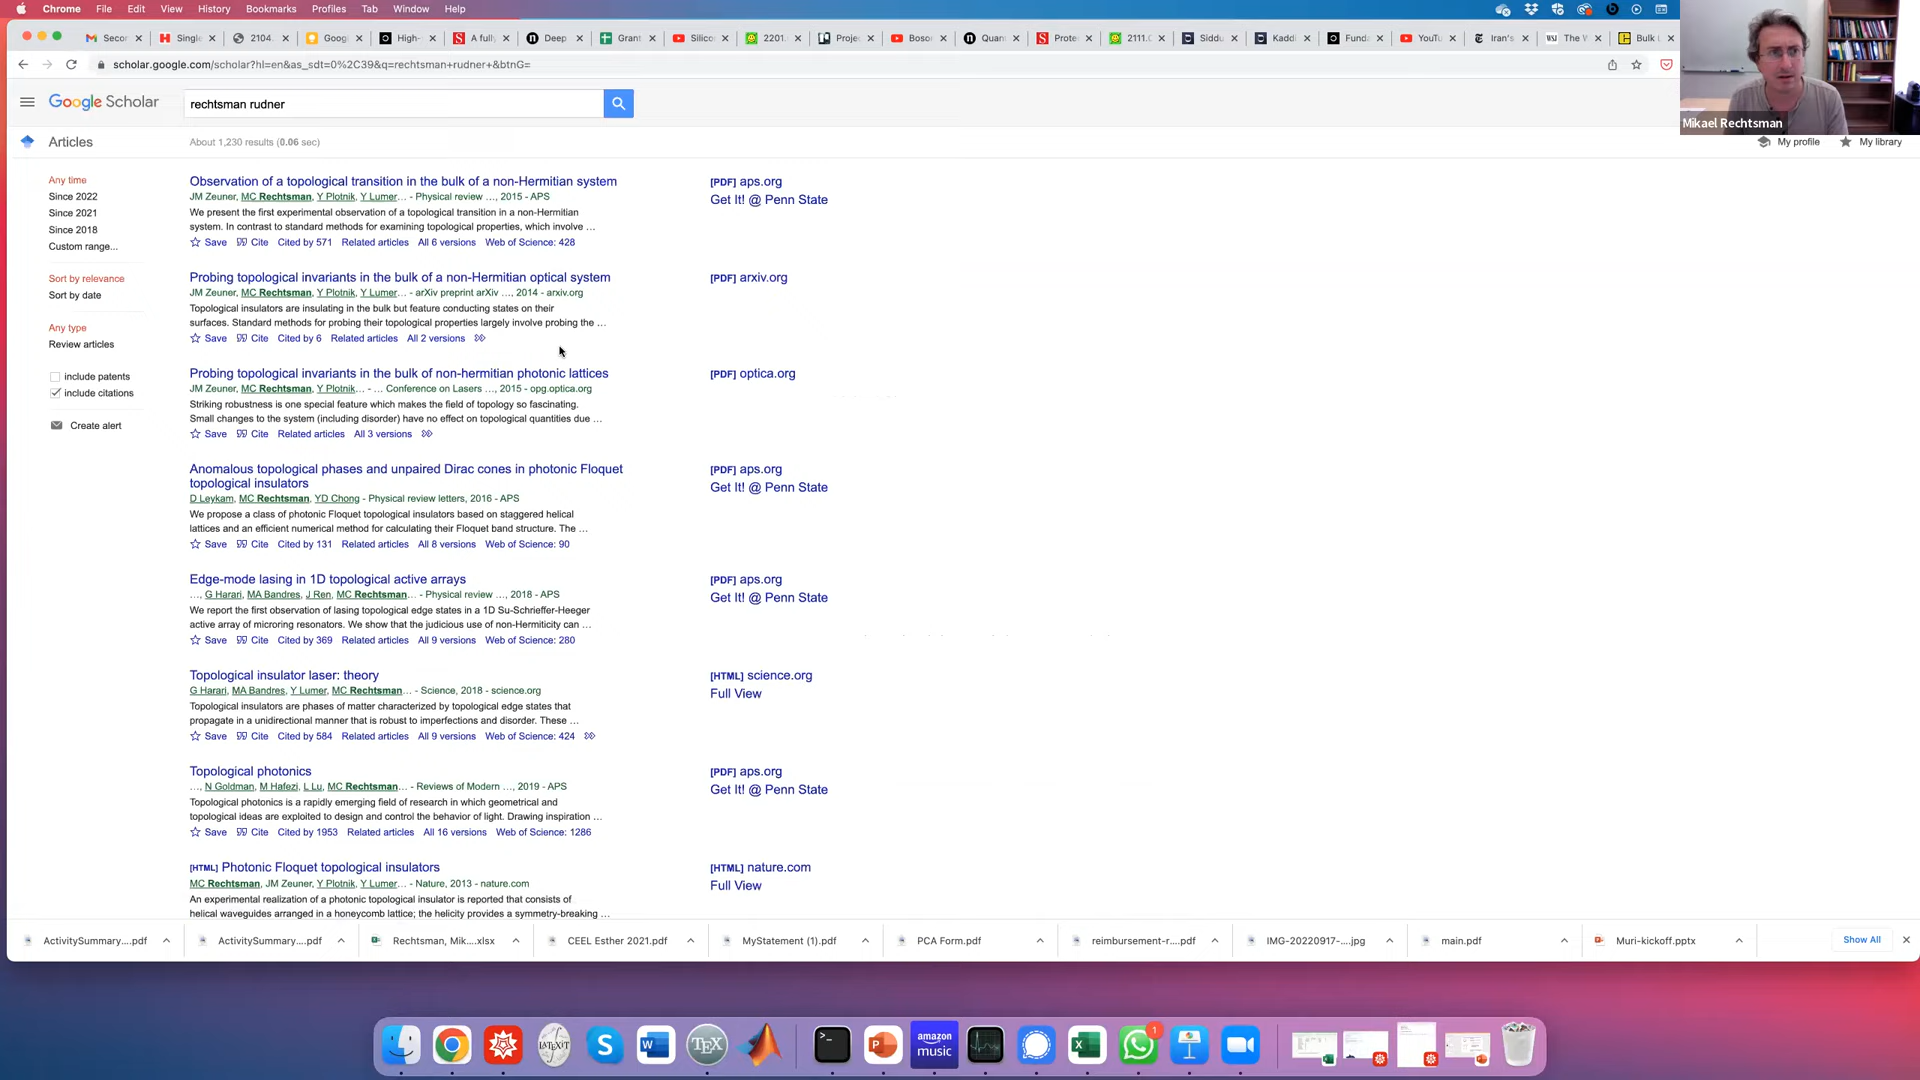 Chrome File Edit View History Bookmarks Profiles Tab Window Help
Secon Single 2104. Googl High- A fully Deep Grant Silico 2201. Projec Boson Quan Prote 2111.0 Siddu Kaddi Funda YouTu Iran's The W Bulk L
scholar.google.com/scholar?hl=en&as_sdt=0%2C39&q=rechtsman+rudner+&btnG=
Google Scholar
rechtsman rudner
Mikael Rechtsman
Articles
About 1,230 results (0.06 sec)
My profile My library
Any time
Since 2022
Since 2021
Since 2018
Custom range...
Sort by relevance
Sort by date
Any type
Review articles
include patents
include citations
Create alert
Observation of a topological transition in the bulk of a non-Hermitian system
JM Zeuner, MC Rechtsman, Y Plotnik, Y Lumer... - Physical review ..., 2015 - APS
We present the first experimental observation of a topological transition in a non-Hermitian
system. In contrast to standard methods for examining topological properties, which involve ...
Save Cite Cited by 571 Related articles All 6 versions Web of Science: 428
[PDF] aps.org
Get It! @ Penn State
Probing topological invariants in the bulk of a non-Hermitian optical system
JM Zeuner, MC Rechtsman, Y Plotnik, Y Lumer... - arXiv preprint arXiv ..., 2014 - arxiv.org
Topological insulators are insulating in the bulk but feature conducting states on their
surfaces. Standard methods for probing their topological properties largely involve probing the ...
Save Cite Cited by 6 Related articles All 2 versions
[PDF] arxiv.org
Probing topological invariants in the bulk of non-hermitian photonic lattices
JM Zeuner, MC Rechtsman, Y Plotnik... - ... Conference on Lasers ..., 2015 - opg.optica.org
Striking robustness is one special feature which makes the field of topology so fascinating.
Small changes to the system (including disorder) have no effect on topological quantities due ...
Save Cite Related articles All 3 versions
[PDF] optica.org
Anomalous topological phases and unpaired Dirac cones in photonic Floquet
topological insulators
D Leykam, MC Rechtsman, YD Chong - Physical review letters, 2016 - APS
We propose a class of photonic Floquet topological insulators based on staggered helical
lattices and an efficient numerical method for calculating their Floquet band structure. The ...
Save Cite Cited by 131 Related articles All 8 versions Web of Science: 90
[PDF] aps.org
Get It! @ Penn State
Edge-mode lasing in 1D topological active arrays
..., G Harari, MA Bandres, J Ren, MC Rechtsman... - Physical review ..., 2018 - APS
We report the first observation of lasing topological edge states in a 1D Su-Schrieffer-Heeger
active array of microring resonators. We show that the judicious use of non-Hermiticity can ...
Save Cite Cited by 369 Related articles All 9 versions Web of Science: 280
[PDF] aps.org
Get It! @ Penn State
Topological insulator laser: theory
G Harari, MA Bandres, Y Lumer, MC Rechtsman... - Science, 2018 - science.org
Topological insulators are phases of matter characterized by topological edge states that
propagate in a unidirectional manner that is robust to imperfections and disorder. These ...
Save Cite Cited by 584 Related articles All 9 versions Web of Science: 424
[HTML] science.org
Full View
Topological photonics
..., N Goldman, M Hafezi, L Lu, MC Rechtsman... - Reviews of Modern ..., 2019 - APS
Topological photonics is a rapidly emerging field of research in which geometrical and
topological ideas are exploited to design and control the behavior of light. Drawing inspiration ...
Save Cite Cited by 1953 Related articles All 16 versions Web of Science: 1286
[PDF] aps.org
Get It! @ Penn State
[HTML] Photonic Floquet topological insulators
MC Rechtsman, JM Zeuner, Y Plotnik, Y Lumer... - Nature, 2013 - nature.com
An experimental realization of a photonic topological insulator is reported that consists of
helical waveguides arranged in a honeycomb lattice; the helicity provides a symmetry-breaking ...
[HTML] nature.com
Full View
ActivitySummary....pdf ActivitySummary....pdf Rechtsman, Mik....xlsx CEEL Esther 2021.pdf MyStatement (1).pdf PCA Form.pdf reimbursement-r....pdf IMG-20220917-....jpg main.pdf Muri-kickoff.pptx Show All
LATEXIT S W TEX P amazon music X 1